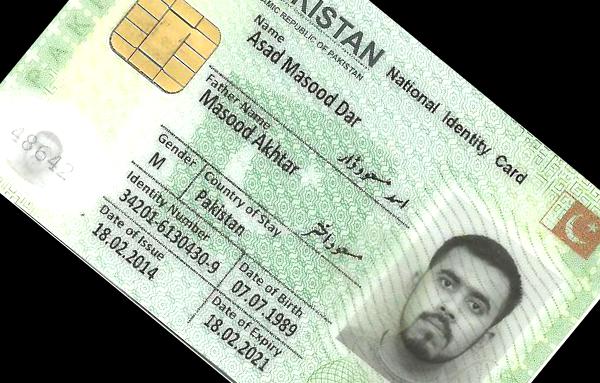 PAKI
PAKISTAN National Identity Card
ISLAMIC REPUBLIC OF PAKISTAN
Name
Asad Masood Dar
اسد مسعود ڈار
Father Name
Masood Akhtar
مسعود اختر
Gender
M
Country of Stay
Pakistan
Identity Number
34201-6130430-9
Date of Birth
07.07.1989
Date of Issue
18.02.2014
Date of Expiry
18.02.2021
48642